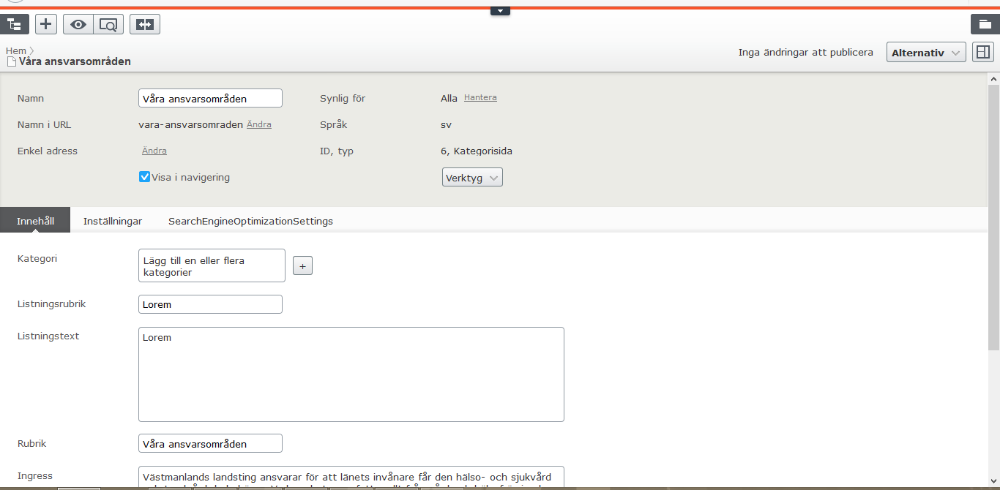 Hem
Våra ansvarsområden
Inga ändringar att publicera
Alternativ
Namn
Våra ansvarsområden
Synlig för
Alla Hantera
Namn i URL
vara-ansvarsomraden Ändra
Språk
sv
Enkel adress
Ändra
ID, typ
6, Kategorisida
Visa i navigering
Verktyg
Innehåll
Inställningar
SearchEngineOptimizationSettings
Kategori
Lägg till en eller flera
kategorier
+
Listningsrubrik
Lorem
Listningstext
Lorem
Rubrik
Våra ansvarsområden
Ingress
Västmanlands landsting ansvarar för att länets invånare får den hälso- och sjukvård